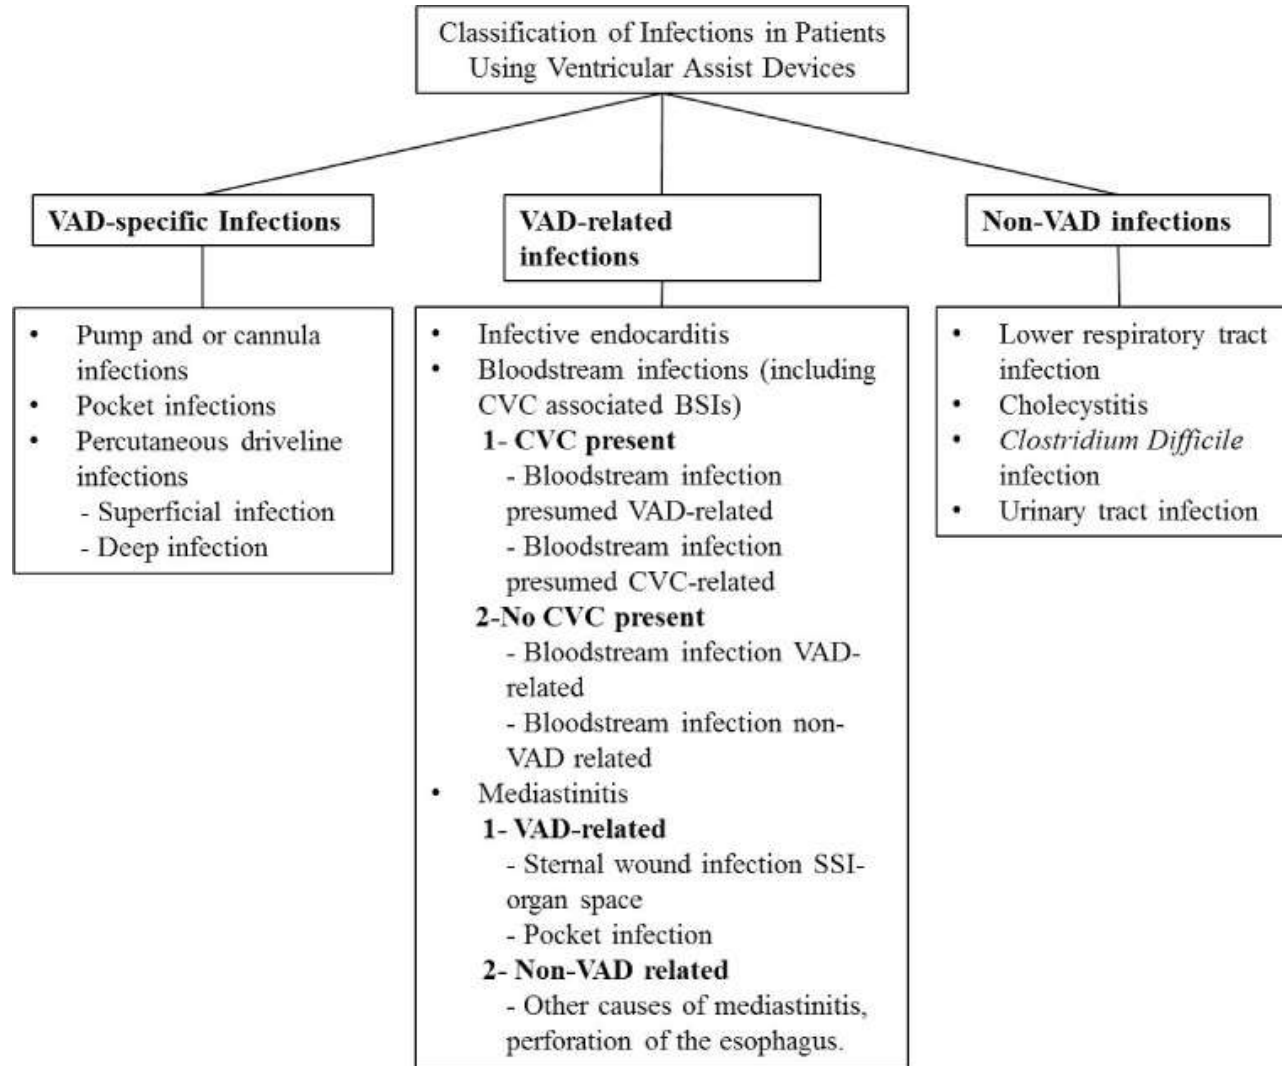 Classification of Infections in Patients
Using Ventricular Assist Devices
VAD-specific Infections
• Pump and or cannula
infections
• Pocket infections
• Percutaneous driveline
infections
- Superficial infection
- Deep infection
VAD-related
infections
• Infective endocarditis
• Bloodstream infections (including
CVC associated BSIs)
1- CVC present
- Bloodstream infection
presumed VAD-related
- Bloodstream infection
presumed CVC-related
2-No CVC present
- Bloodstream infection VAD-
related
- Bloodstream infection non-
VAD related
• Mediastinitis
1- VAD-related
- Sternal wound infection SSI-
organ space
- Pocket infection
2- Non-VAD related
- Other causes of mediastinitis,
perforation of the esophagus.
Non-VAD infections
• Lower respiratory tract
infection
• Cholecystitis
• Clostridium Difficile
infection
• Urinary tract infection